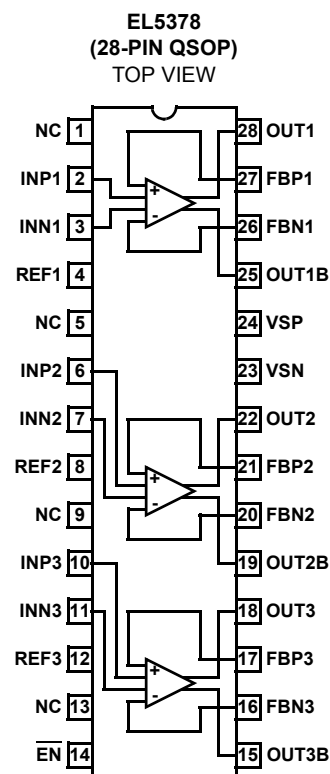 EL5378
(28-PIN QSOP)
TOP VIEW
NC 1
28 OUT1
INP1 2
27 FBP1
INN1 3
26 FBN1
REF1 4
25 OUT1B
NC 5
24 VSP
INP2 6
23 VSN
INN2 7
22 OUT2
REF2 8
21 FBP2
NC 9
20 FBN2
INP3 10
19 OUT2B
INN3 11
18 OUT3
REF3 12
17 FBP3
NC 13
16 FBN3
EN 14
15 OUT3B
+
-
+
-
+
-